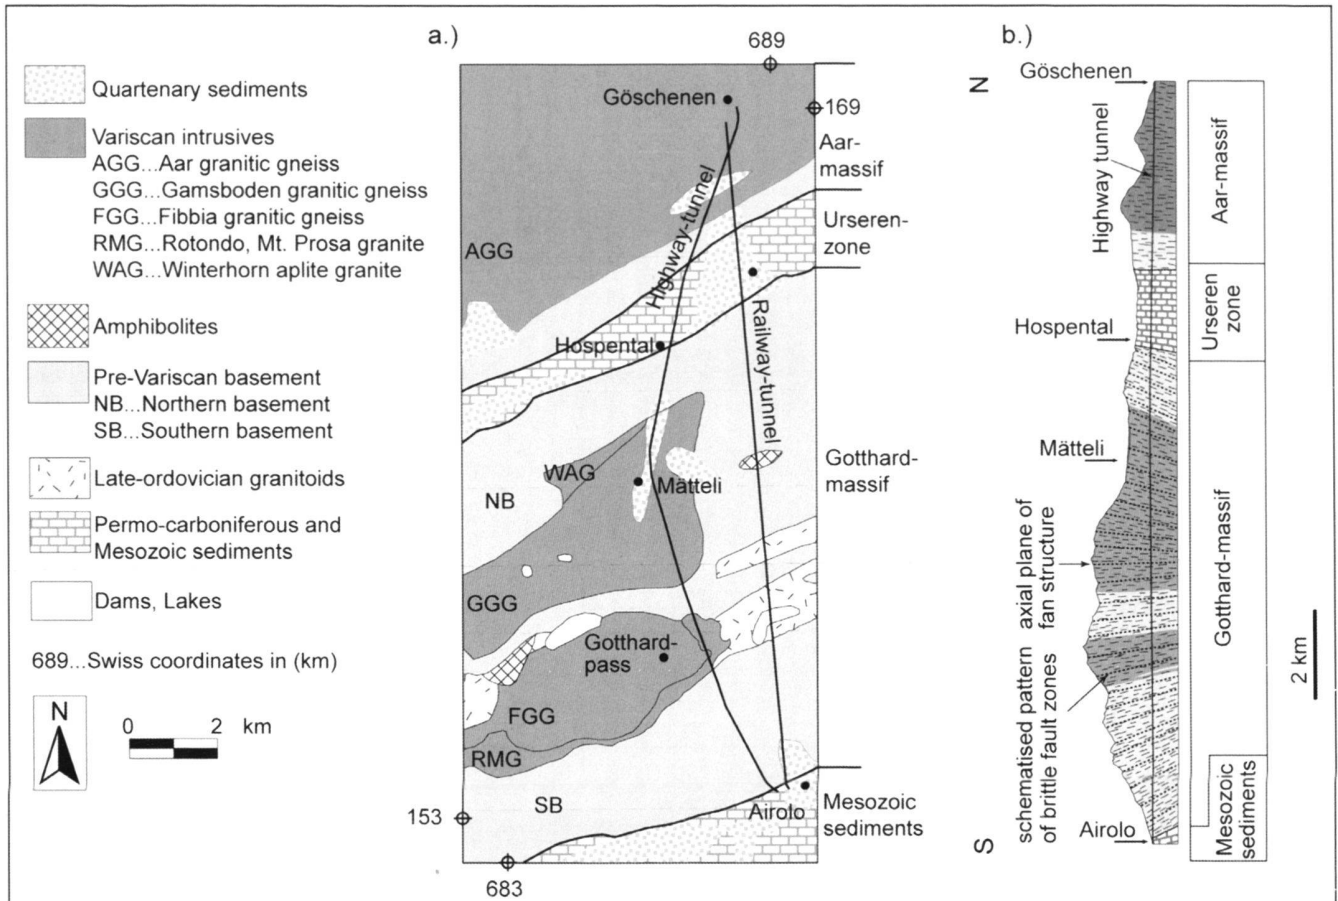 a.)
b.)
Quartenary sediments
Variscan intrusives
AGG...Aar granitic gneiss
GGG...Gamsboden granitic gneiss
FGG...Fibbia granitic gneiss
RMG...Rotondo, Mt. Prosa granite
WAG...Winterhorn aplite granite
Amphibolites
Pre-Variscan basement
NB...Northern basement
SB...Southern basement
Late-ordovician granitoids
Permo-carboniferous and
Mesozoic sediments
Dams, Lakes
689...Swiss coordinates in (km)
N
0 2 km
689
Göschenen
169
Aar-
massif
Highway-tunnel
Urseren-
zone
AGG
Hospental
Railway-tunnel
WAG
Mätteli
NB
Gotthard-
massif
GGG
Gotthard-
pass
FGG
RMG
SB
153
Airolo
Mesozoic
sediments
683
N
Göschenen
Highway tunnel
Aar-massif
Hospental
Urseren
zone
Mätteli
axial plane of
fan structure
Gotthard-massif
schematised pattern
of brittle fault zones
2 km
Mesozoic
sediments
S
Airolo